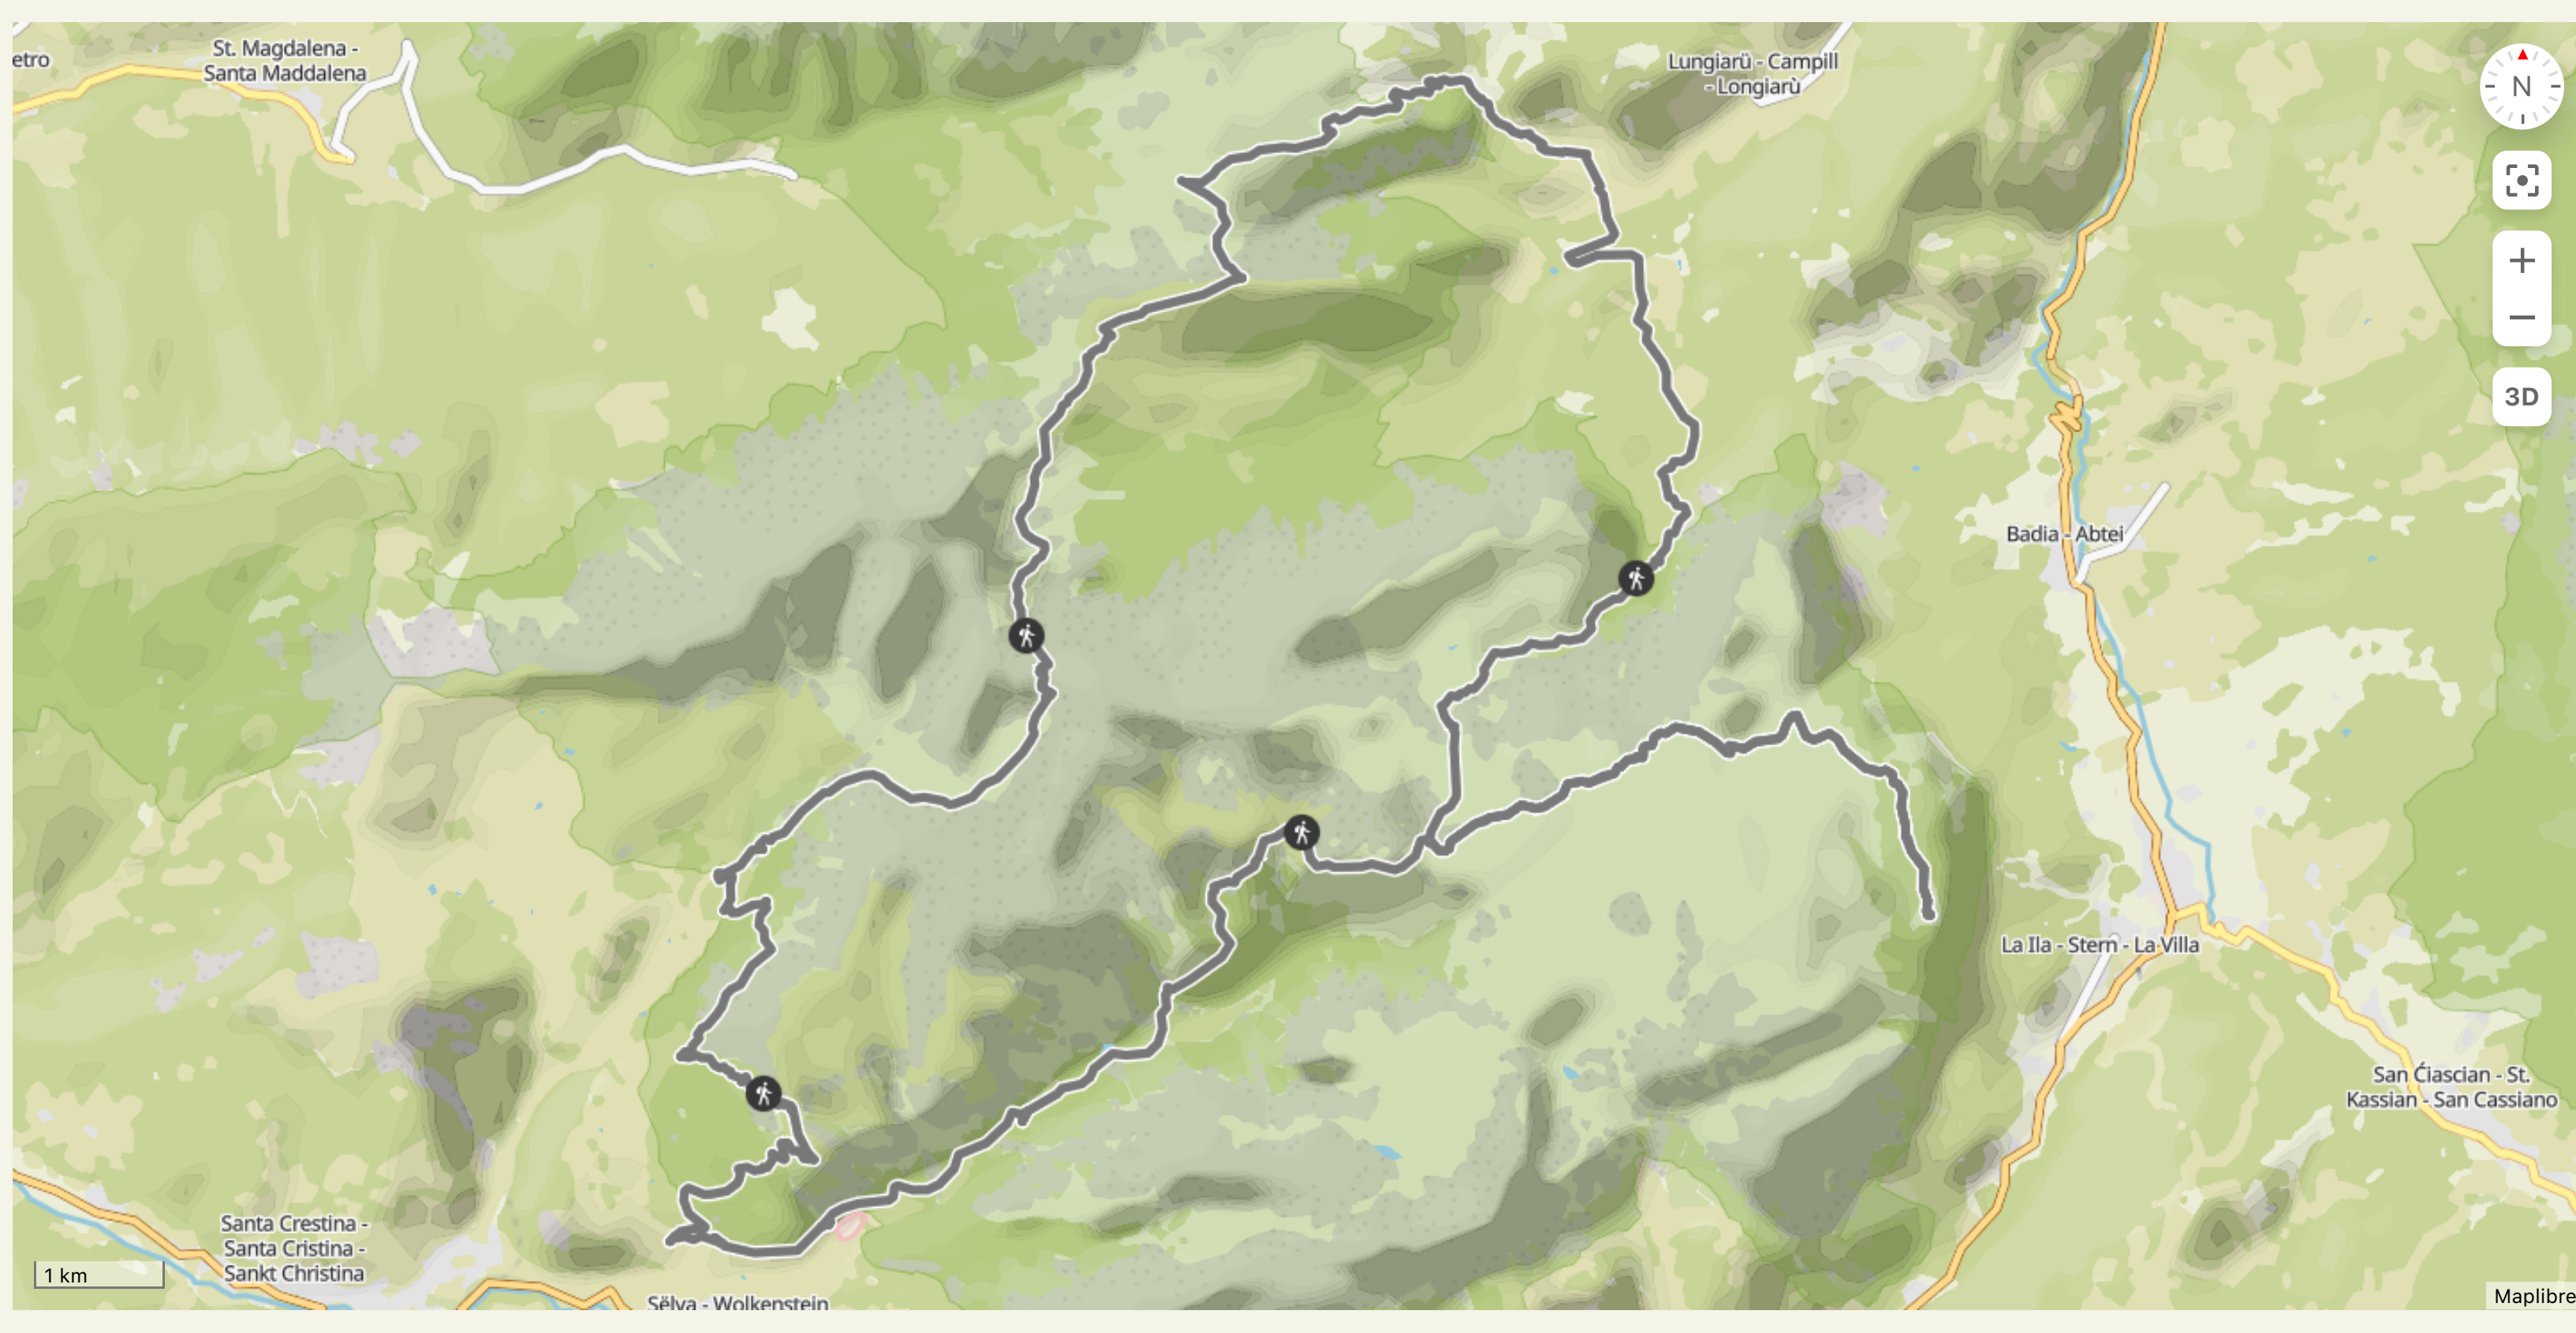 St. Magdalena -
Santa Maddalena
etro
Lungiarü - Campill
- Longiarù
N
3D
Badia - Abtei
La Ila - Stern - La Villa
San Ćiascian - St.
Kassian - San Cassiano
Santa Crestina -
Santa Cristina -
Sankt Christina
1 km
Sëlva - Wolkenstein
Maplibre